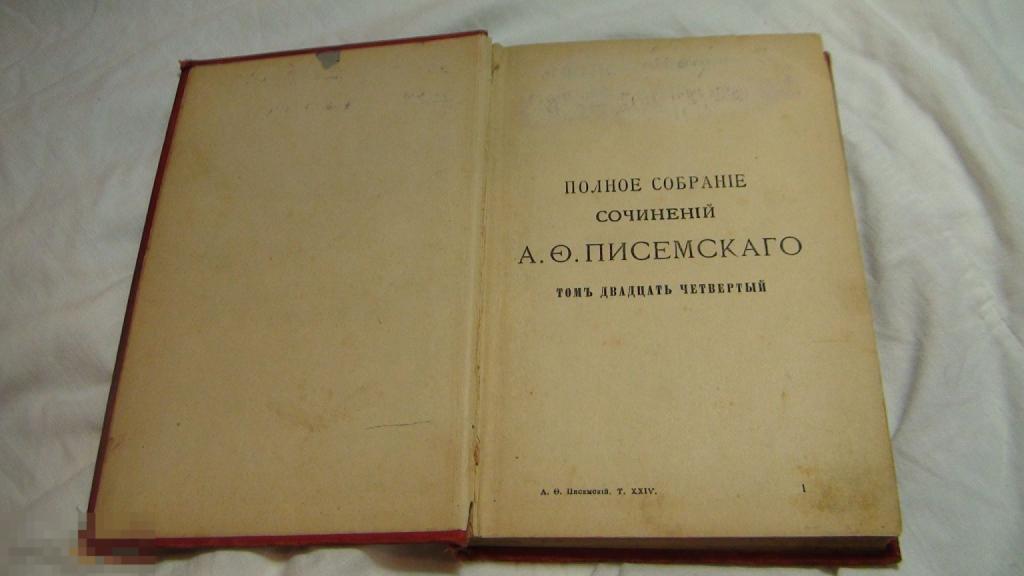 ПОЛНОЕ СОБРАНІЕ
СОЧИНЕНІЙ
А. Ѳ. ПИСЕМСКАГО
ТОМЪ ДВАДЦАТЬ ЧЕТВЕРТЫЙ
А. Ѳ. Писемскій. Т. XXIV.
1